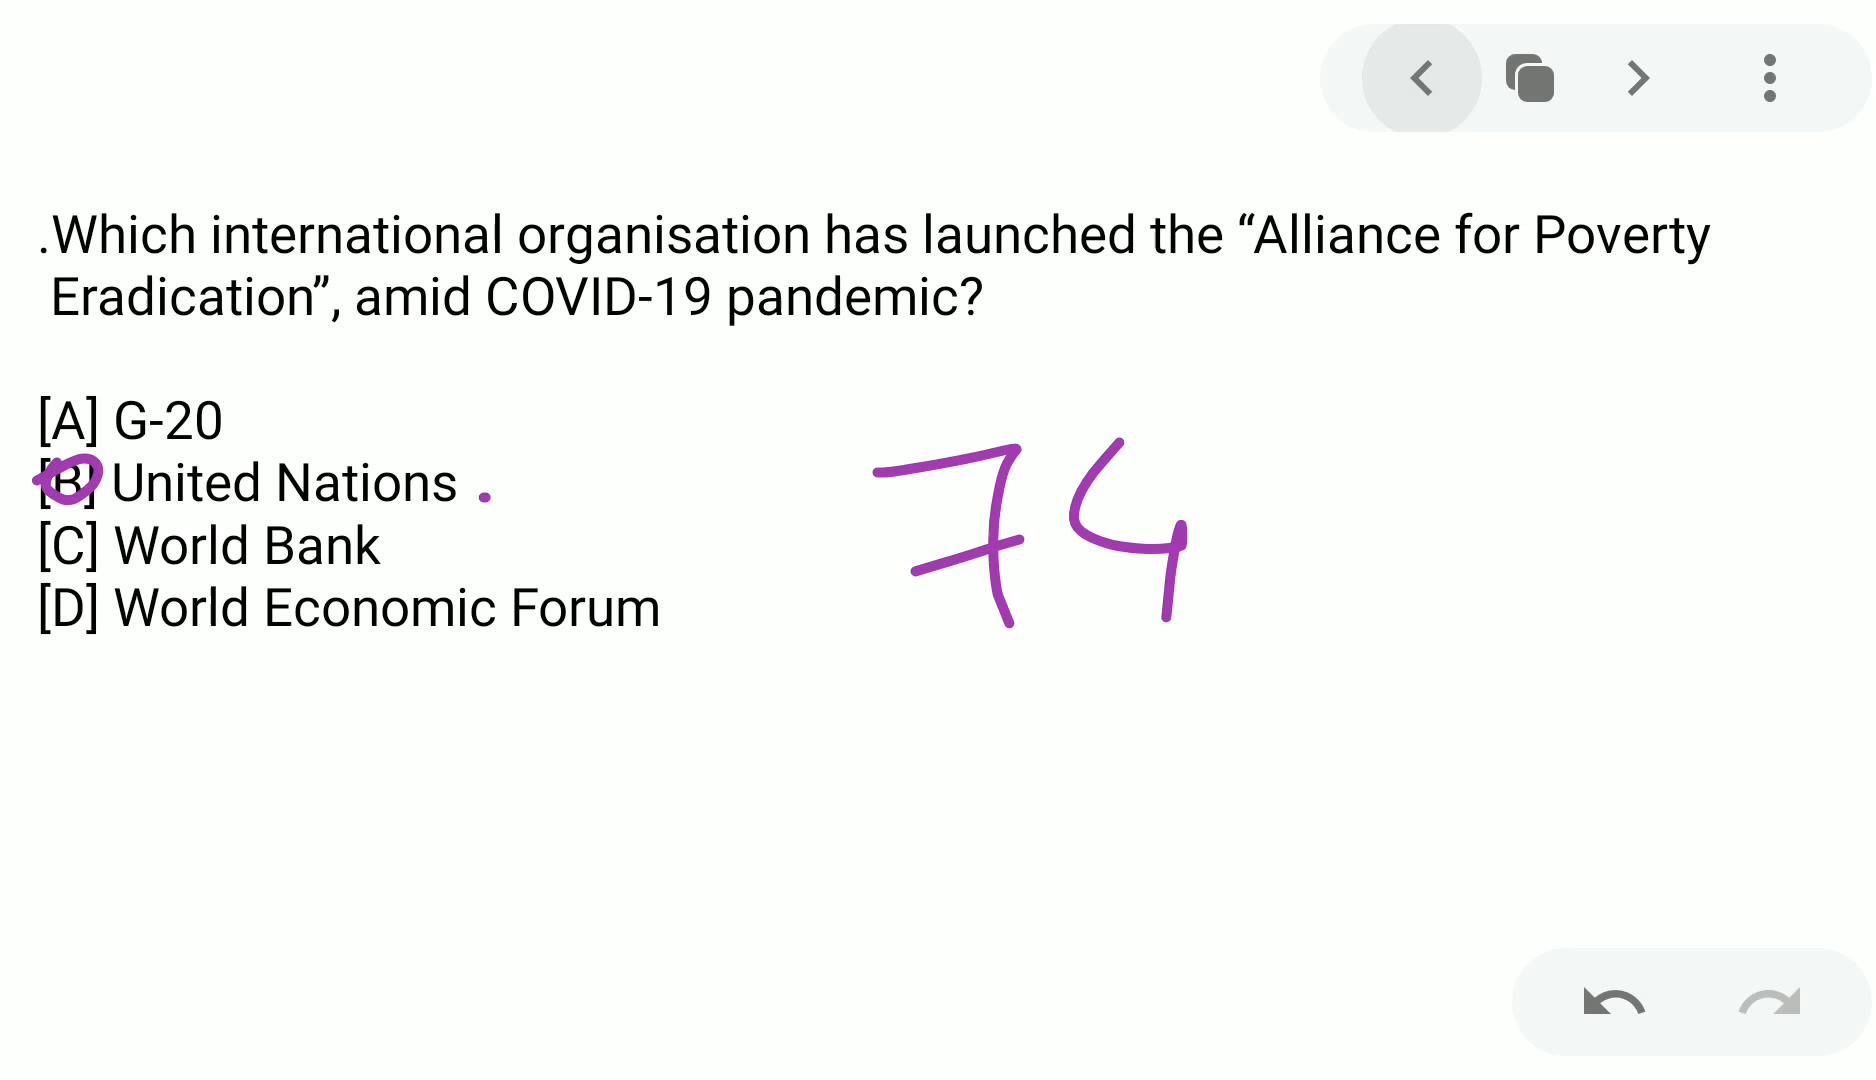 .Which international organisation has launched the “Alliance for Poverty
Eradication”, amid COVID-19 pandemic?
[A] G-20
[B] United Nations .
[C] World Bank
[D] World Economic Forum
74